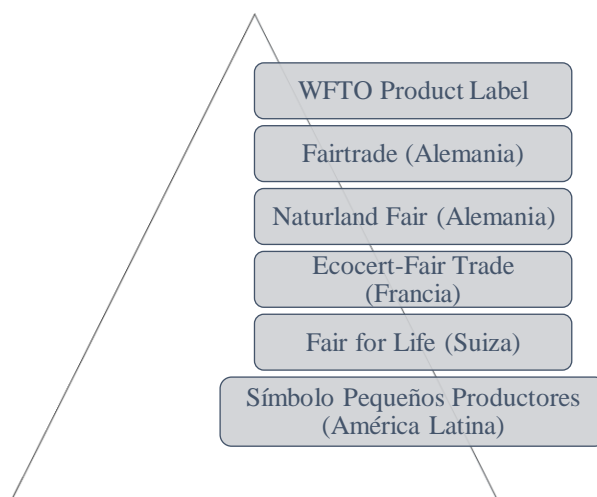 WFTO Product Label
Fairtrade (Alemania)
Naturland Fair (Alemania)
Ecocert-Fair Trade
(Francia)
Fair for Life (Suiza)
Símbolo Pequeños Productores
(América Latina)